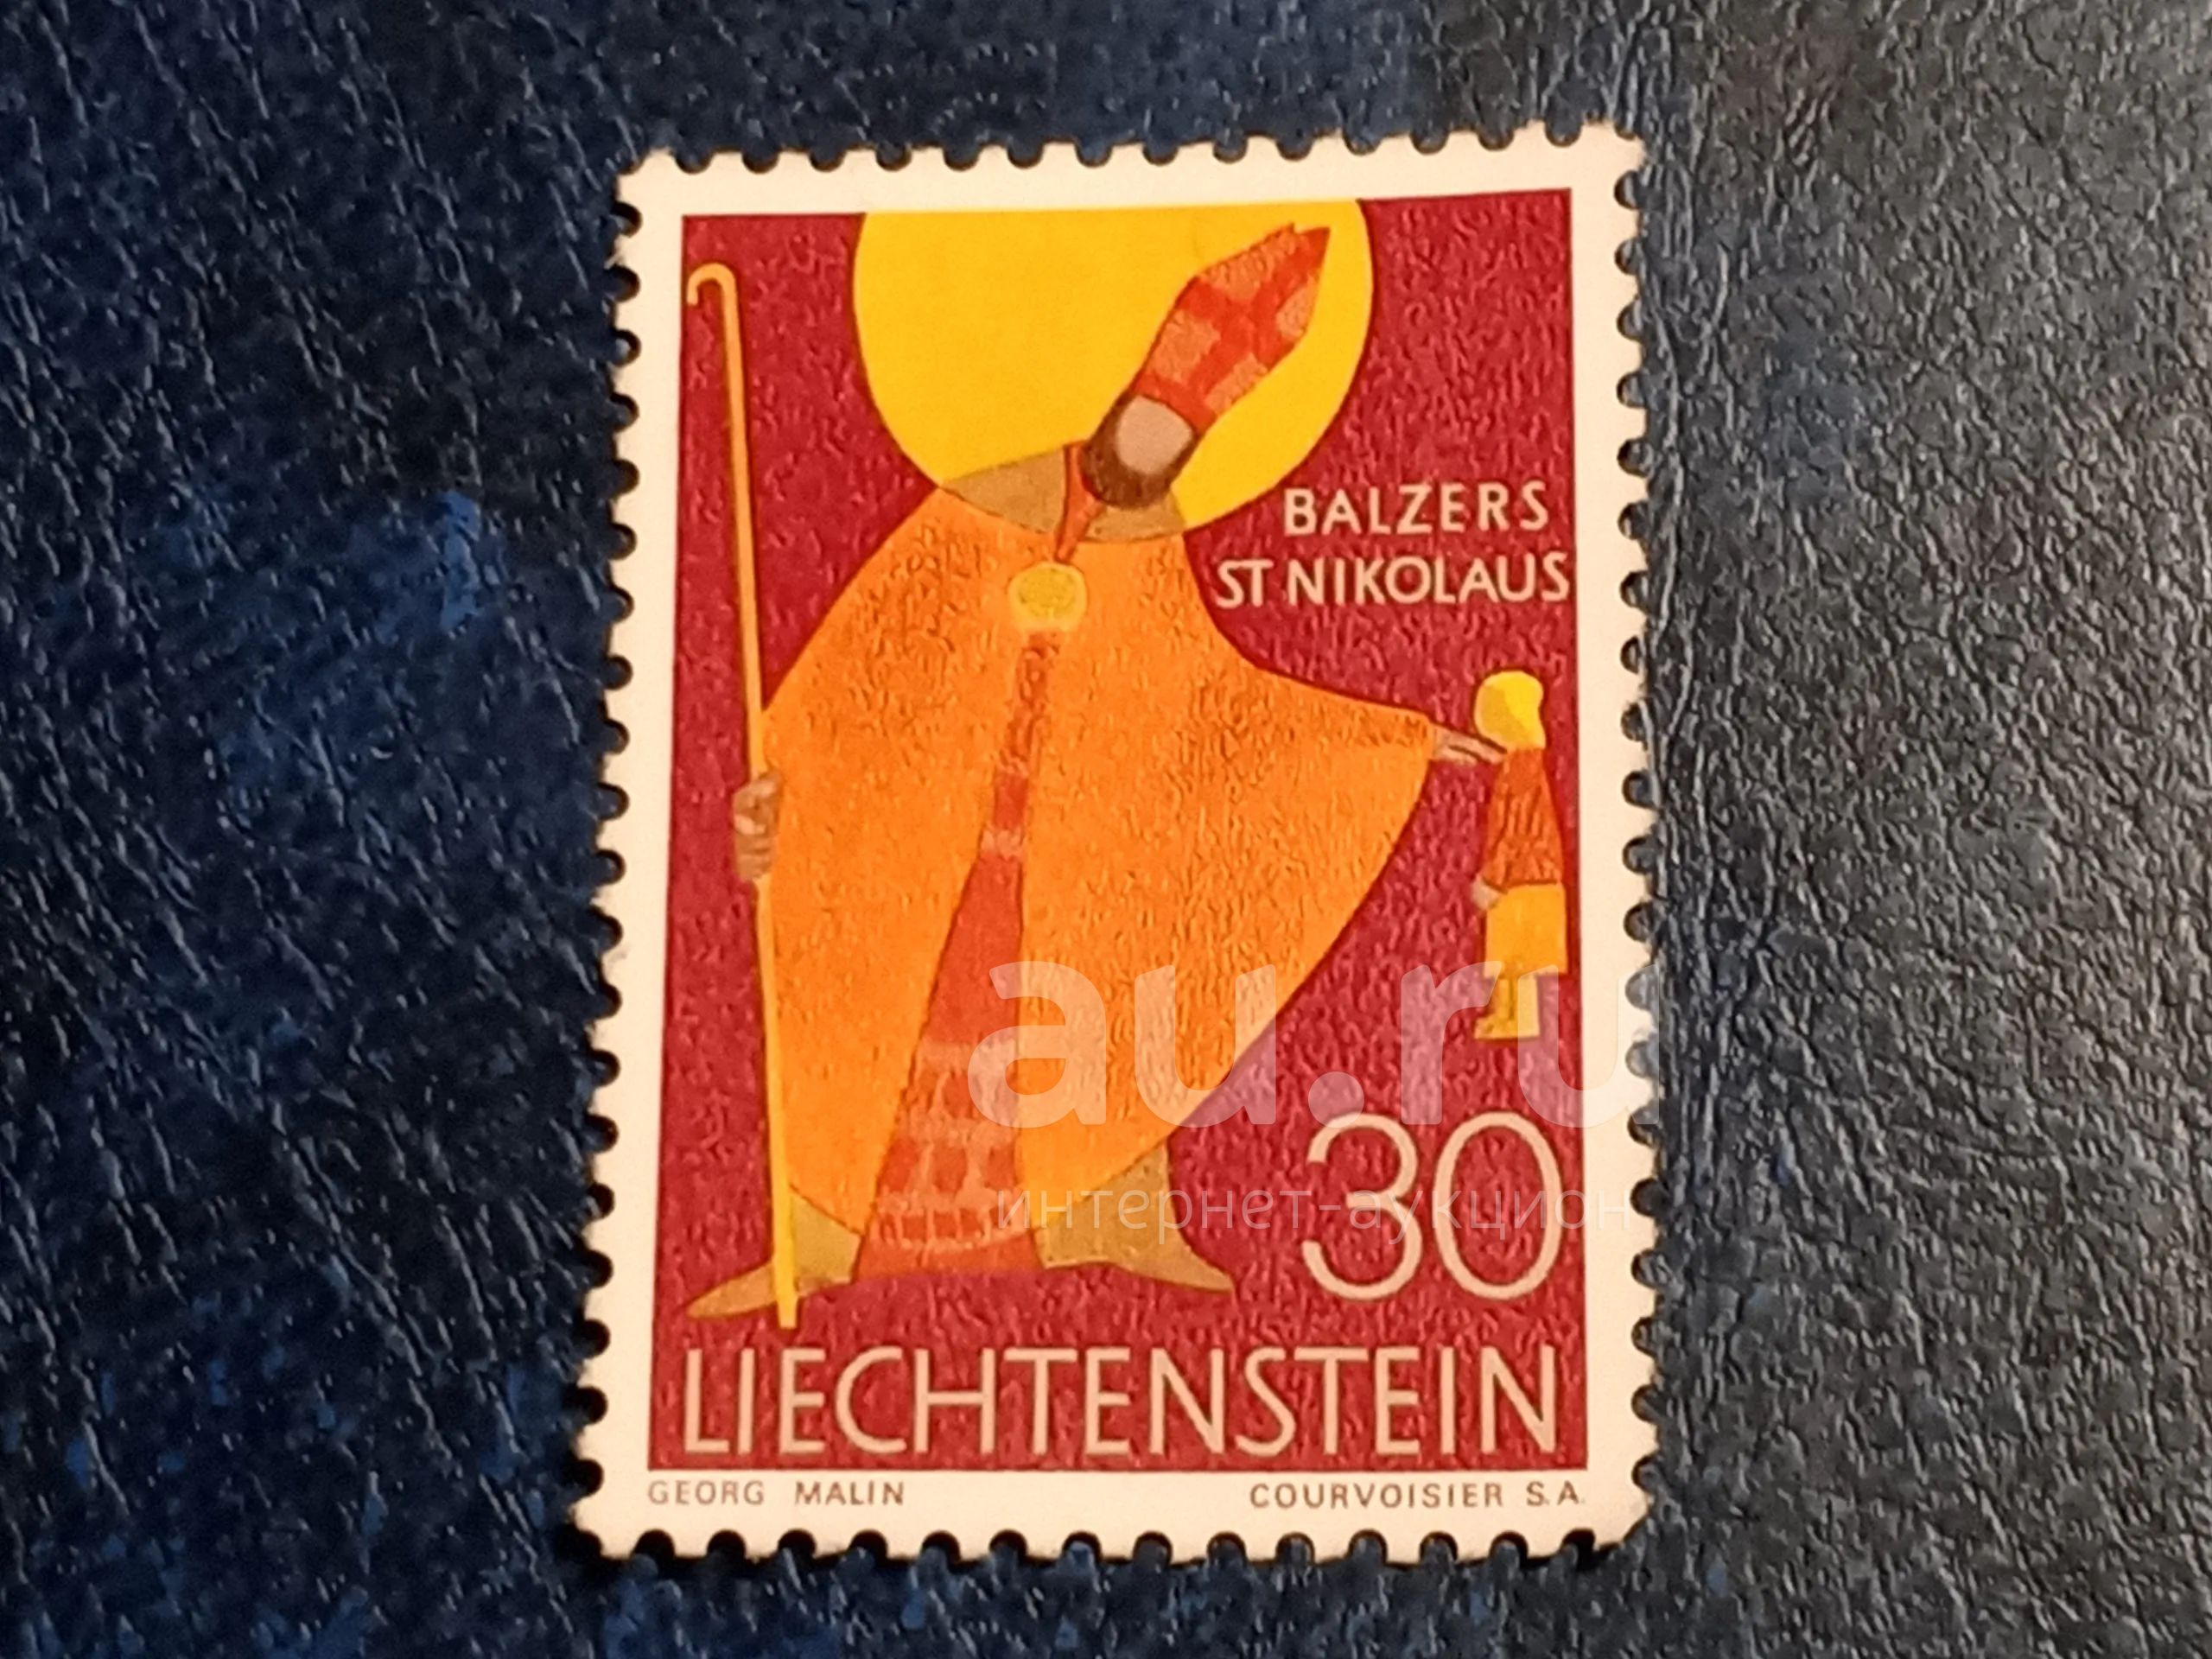 BALZERS
ST NIKOLAUS
au.ru
интернет-аукцион
30
LIECHTENSTEIN
GEORG MALIN
COURVOISIER S.A.